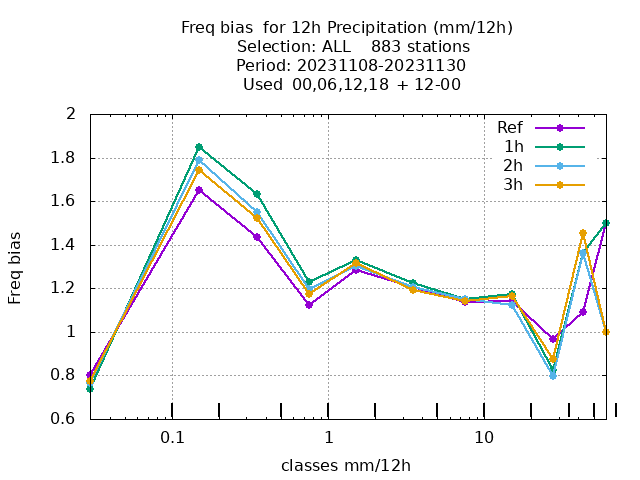 Freq bias  for 12h Precipitation (mm/12h)
Selection: ALL    883 stations
Period: 20231108-20231130
Used  00,06,12,18  + 12-00
2
1.8
1.6
1.4
1.2
1
0.8
0.6
Freq bias
Ref
1h
2h
3h
0.1
1
10
classes mm/12h